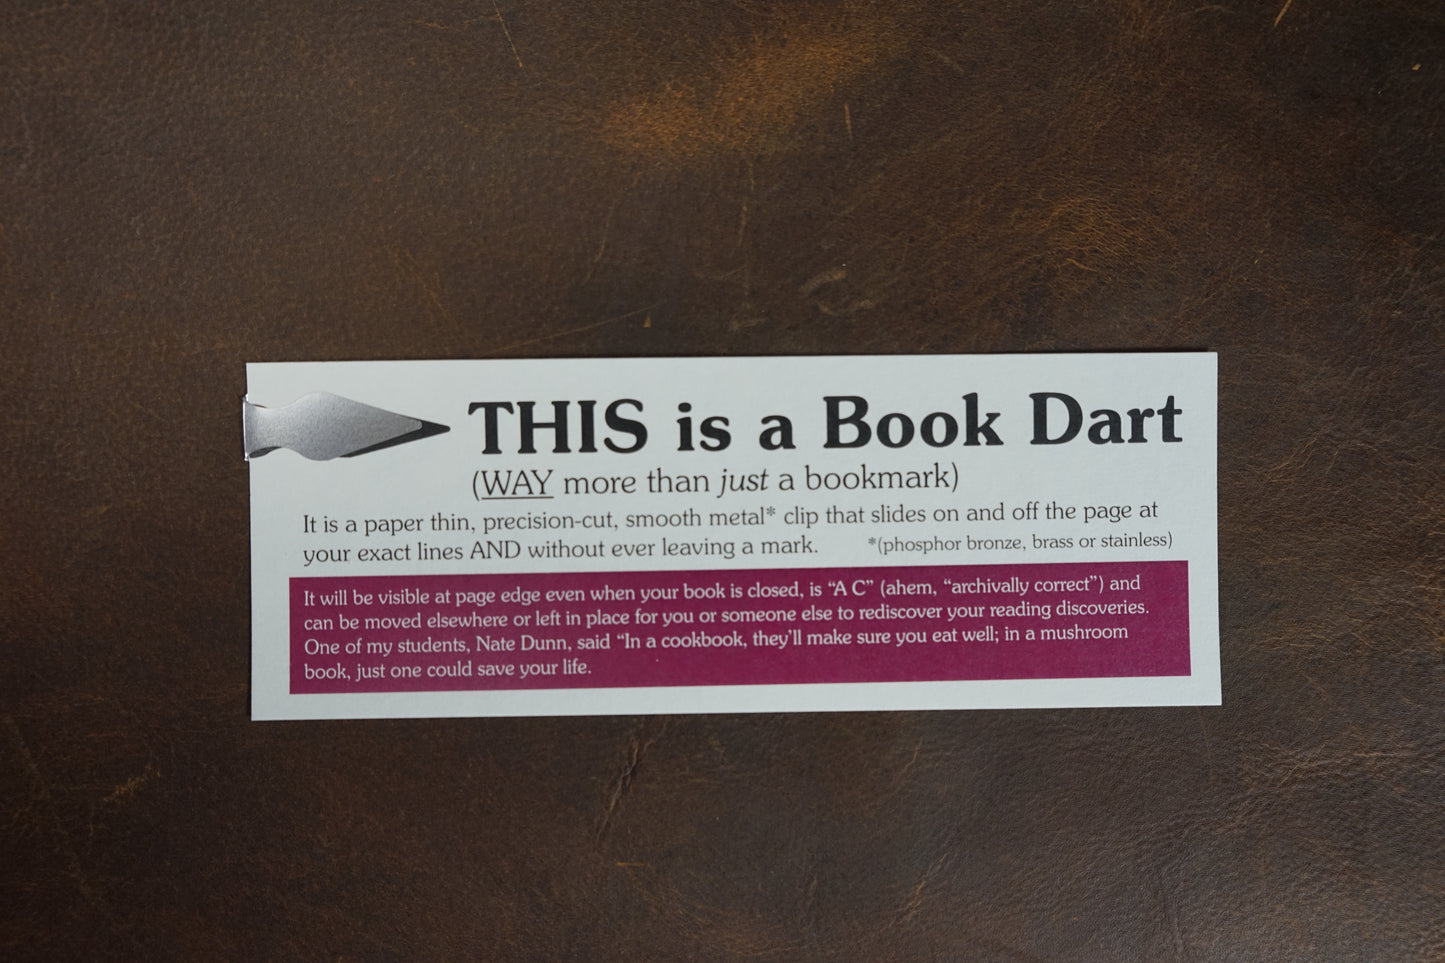 THIS is a Book Dart
(WAY more than just a bookmark)
It is a paper thin, precision-cut, smooth metal* clip that slides on and off the page at
your exact lines AND without ever leaving a mark. *(phosphor bronze, brass or stainless)
It will be visible at page edge even when your book is closed, is “A C” (ahem, “archivally correct”) and
can be moved elsewhere or left in place for you or someone else to rediscover your reading discoveries.
One of my students, Nate Dunn, said “In a cookbook, they’ll make sure you eat well; in a mushroom
book, just one could save your life.